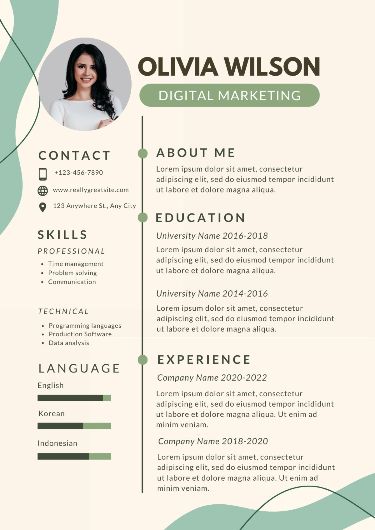 OLIVIA WILSON
DIGITAL MARKETING
CONTACT
+123-456-7890
www.reallygreatsite.com
123 Anywhere St., Any City
SKILLS
PROFESSIONAL
• Time management
• Problem solving
• Communication
TECHNICAL
• Programming languages
• Production Software
• Data analysis
LANGUAGE
English
Korean
Indonesian
ABOUT ME
Lorem ipsum dolor sit amet, consectetur
adipiscing elit, sed do eiusmod tempor incididunt
ut labore et dolore magna aliqua.
EDUCATION
University Name 2016-2018
Lorem ipsum dolor sit amet, consectetur
adipiscing elit, sed do eiusmod tempor incididunt
ut labore et dolore magna aliqua.
University Name 2014-2016
Lorem ipsum dolor sit amet, consectetur
adipiscing elit, sed do eiusmod tempor incididunt
ut labore et dolore magna aliqua.
EXPERIENCE
Company Name 2020-2022
Lorem ipsum dolor sit amet, consectetur
adipiscing elit, sed do eiusmod tempor incididunt
ut labore et dolore magna aliqua. Ut enim ad
minim veniam.
Company Name 2018-2020
Lorem ipsum dolor sit amet, consectetur
adipiscing elit, sed do eiusmod tempor incididunt
ut labore et dolore magna aliqua. Ut enim ad
minim veniam.